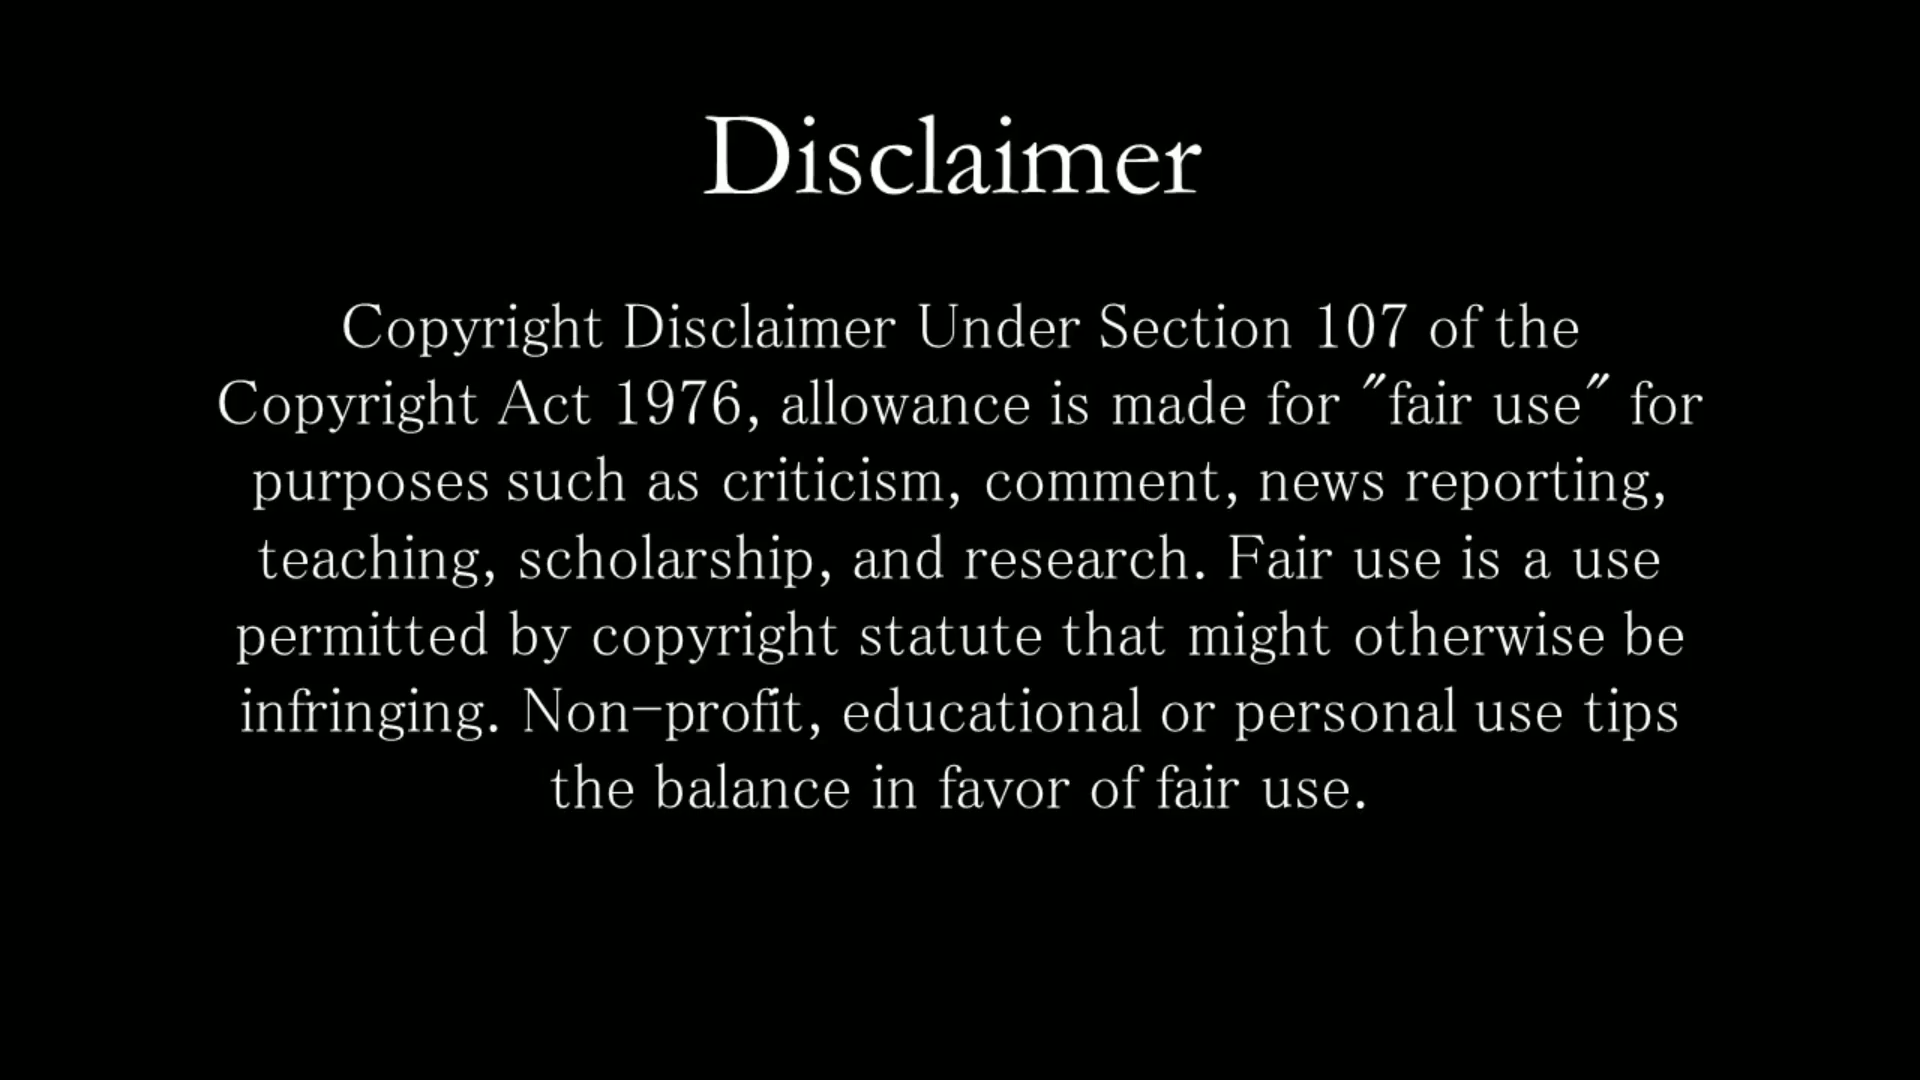 Disclaimer
Copyright Disclaimer Under Section 107 of the
Copyright Act 1976, allowance is made for "fair use" for
purposes such as criticism, comment, news reporting,
teaching, scholarship, and research. Fair use is a use
permitted by copyright statute that might otherwise be
infringing. Non-profit, educational or personal use tips
the balance in favor of fair use.